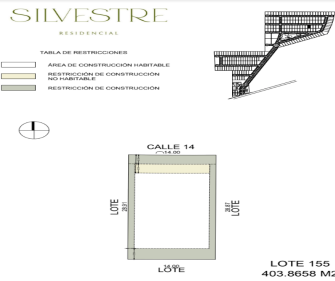 SILVESTRE
RESIDENCIAL
TABLA DE RESTRICCIONES
ÁREA DE CONSTRUCCIÓN HABITABLE
RESTRICCIÓN DE CONSTRUCCIÓN
NO HABITABLE
RESTRICCIÓN DE CONSTRUCCIÓN
CALLE 14
14.00
LOTE
LOTE
14.00
LOTE
LOTE 155
403.8658 M2